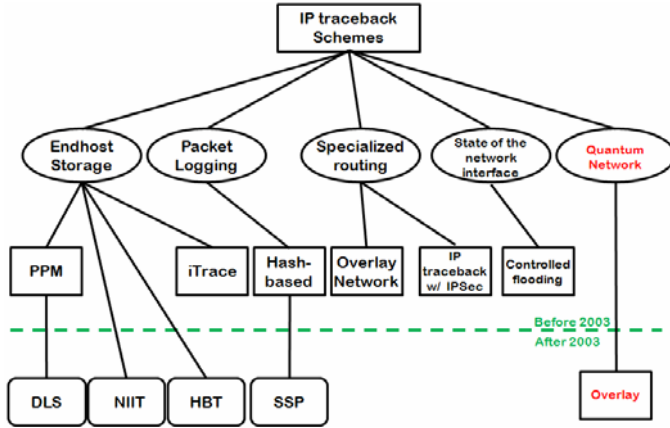 IP traceback
Schemes
Endhost
Storage
Packet
Logging
Specialized
routing
State of the
network
interface
Quantum
Network
PPM
iTrace
Hash-
based
Overlay
Network
IP
traceback
w/ IPSec
Controlled
flooding
Before 2003
After 2003
DLS
NIIT
HBT
SSP
Overlay